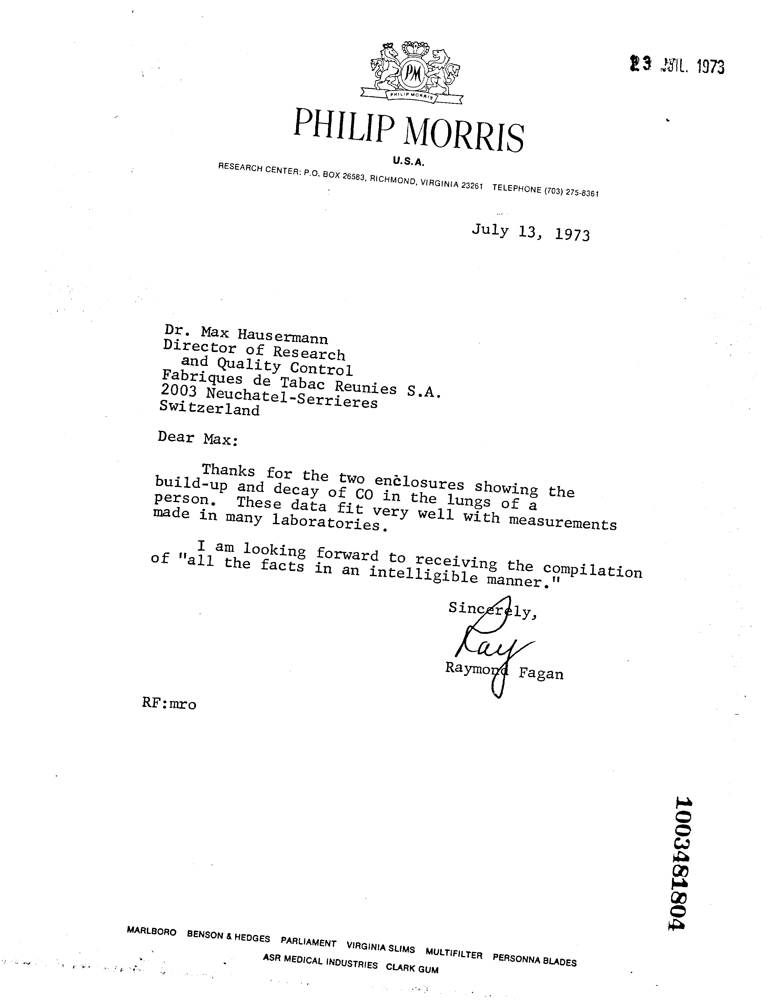 23 JUL. 1973
PM
PHILIP MORRIS
PHILIP MORRIS
U.S.A.
RESEARCH CENTER: P.O. BOX 26583, RICHMOND, VIRGINIA 23261 TELEPHONE (703) 275-8361
July 13, 1973
Dr. Max Hausermann
Director of Research
and Quality Control
Fabriques de Tabac Reunies S.A.
2003 Neuchatel-Serrieres
Switzerland
Dear Max:
Thanks for the two enclosures showing the
build-up and decay of CO in the lungs of a
person. These data fit very well with measurements
made in many laboratories.
I am looking forward to receiving the compilation
of "all the facts in an intelligible manner."
Sincerely,
Ray
Raymond Fagan
RF:mro
1003481804
MARLBORO BENSON & HEDGES PARLIAMENT VIRGINIA SLIMS MULTIFILTER PERSONNA BLADES
ASR MEDICAL INDUSTRIES CLARK GUM